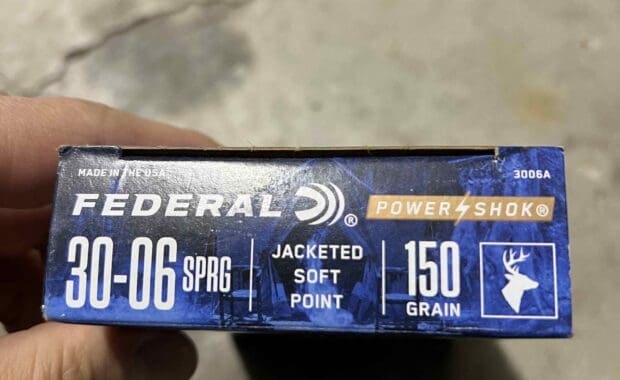 MADE IN THE USA
3006A
FEDERAL ®
POWER SHOK®
30-06 SPRG
JACKETED
SOFT
POINT
150
GRAIN